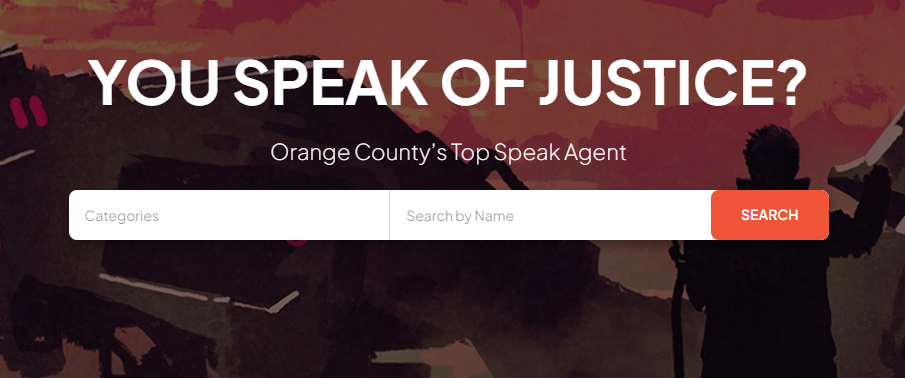 YOU SPEAK OF JUSTICE?
Orange County's Top Speak Agent
Categories
Search by Name
SEARCH